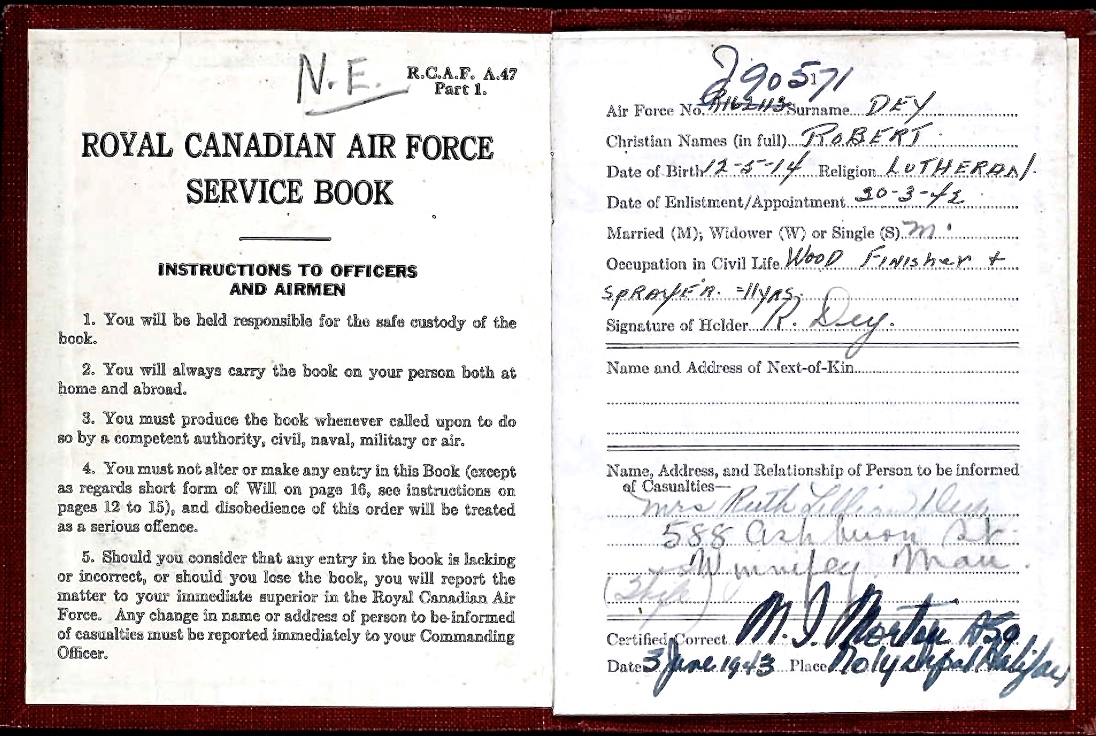 N.E.
R.C.A.F. A.47
Part 1.
ROYAL CANADIAN AIR FORCE
SERVICE BOOK
INSTRUCTIONS TO OFFICERS
AND AIRMEN
1. You will be held responsible for the safe custody of the
book.
2. You will always carry the book on your person both at
home and abroad.
3. You must produce the book whenever called upon to do
so by a competent authority, civil, naval, military or air.
4. You must not alter or make any entry in this Book (except
as regards short form of Will on page 16, see instructions on
pages 12 to 15), and disobedience of this order will be treated
as a serious offence.
5. Should you consider that any entry in the book is lacking
or incorrect, or should you lose the book, you will report the
matter to your immediate superior in the Royal Canadian Air
Force. Any change in name or address of person to be informed
of casualties must be reported immediately to your Commanding
Officer.
Air Force No. R162113 Surname DEY
Christian Names (in full) ROBERT
Date of Birth 12-5-14 Religion LUTHERAN
Date of Enlistment/Appointment 30-3-42
Married (M); Widower (W) or Single (S) M.
Occupation in Civil Life WOOD FINISHER +
SPRAYER. =11YRS.
Signature of Holder R. Dey.
Name and Address of Next-of-Kin
Name, Address, and Relationship of Person to be informed
of Casualties—
Mrs Ruth Lillian Dey
588 Ashburn St.
Winnipeg Man.
Certified Correct M. J. Morton
Date 3 June 1943 Place Halifax